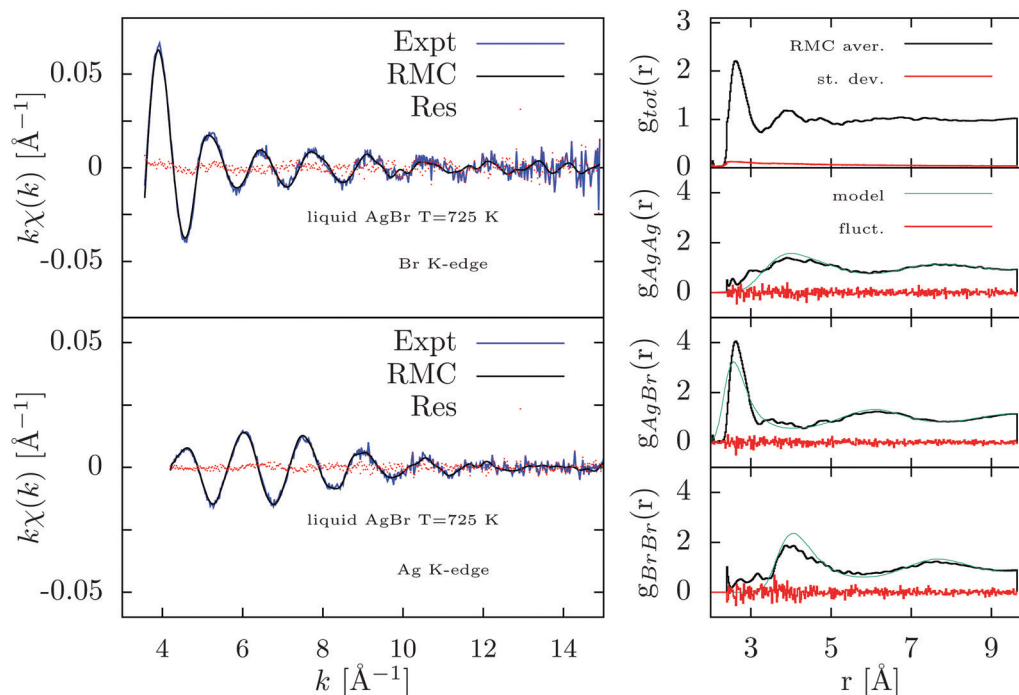 Expt
RMC
Res
0.05
0
-0.05
kχ(k) [Å⁻¹]
liquid AgBr T=725 K
Br K-edge
Expt
RMC
Res
0.05
0
-0.05
kχ(k) [Å⁻¹]
liquid AgBr T=725 K
Ag K-edge
4 6 8 10 12 14
k [Å⁻¹]
3
2
1
0
g_tot(r)
RMC aver.
st. dev.
4
2
0
g_AgAg(r)
model
fluct.
4
2
0
g_AgBr(r)
4
2
0
g_BrBr(r)
3 5 7 9
r [Å]